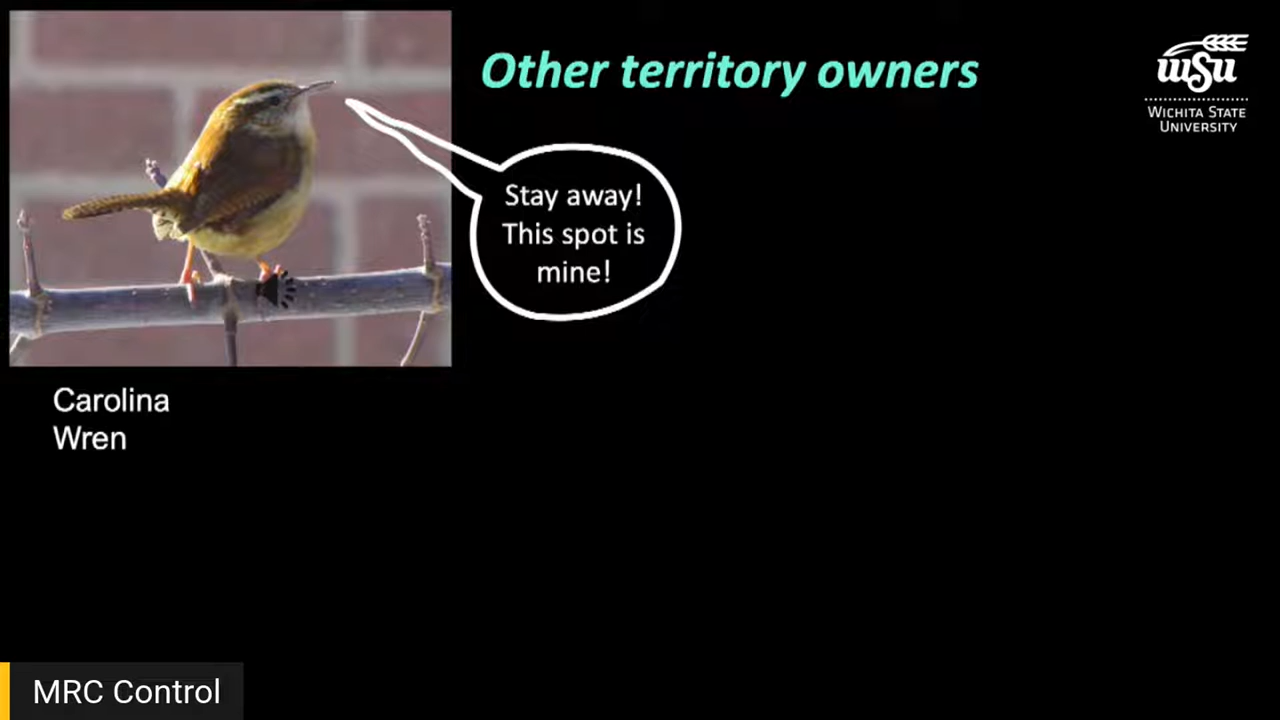 Other territory owners
WSU
WICHITA STATE
UNIVERSITY
Stay away!
This spot is
mine!
Carolina
Wren
MRC Control